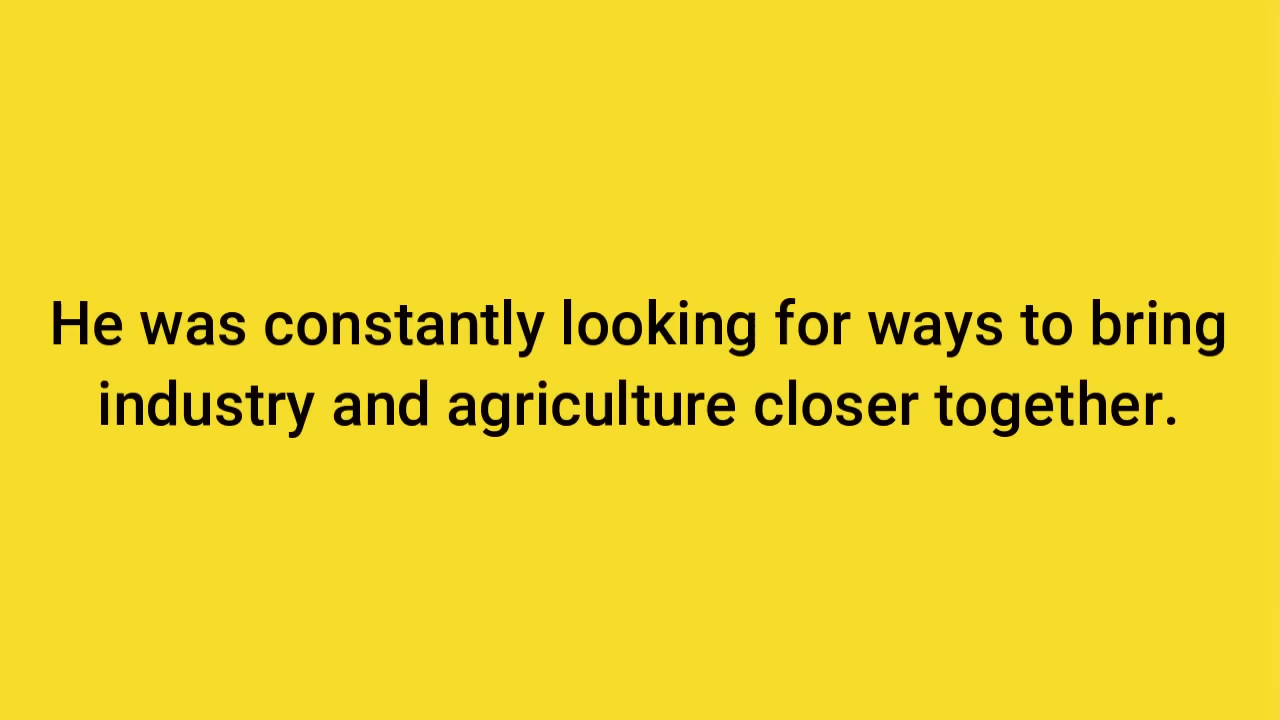 He was constantly looking for ways to bring
industry and agriculture closer together.